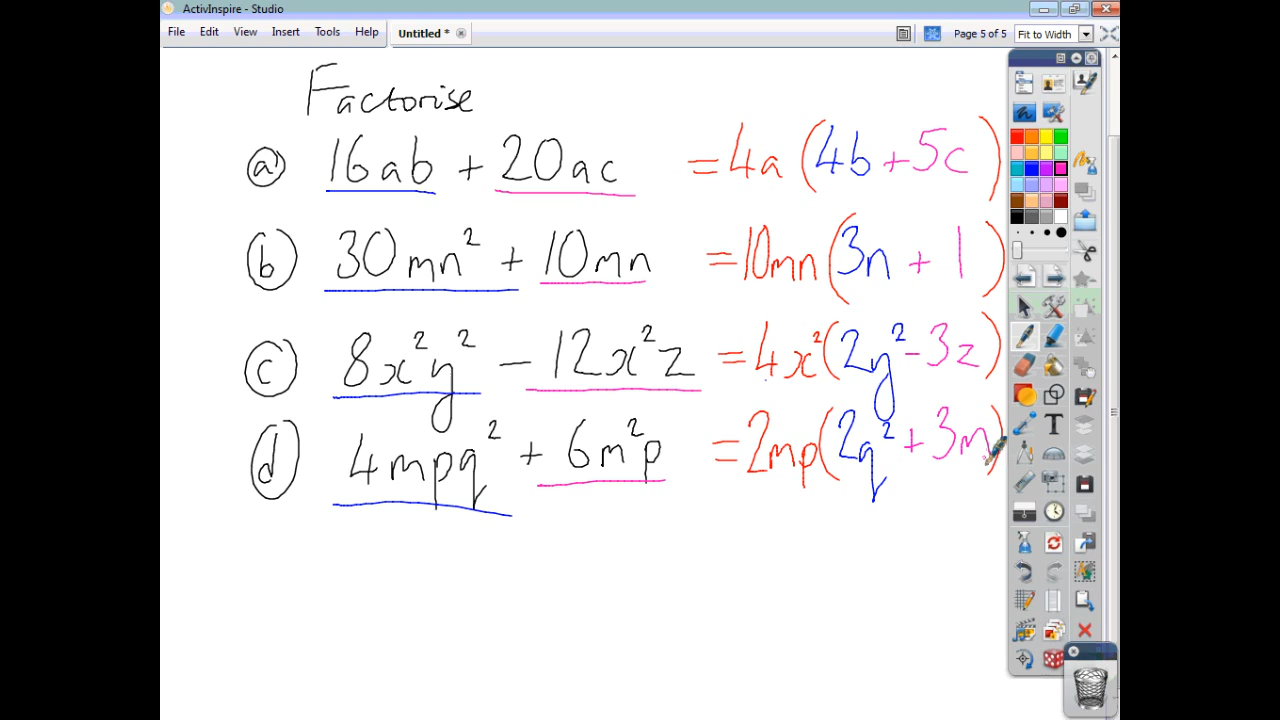 ActivInspire - Studio
File Edit View Insert Tools Help Untitled * Page 5 of 5 Fit to Width
Factorise
a) 16ab + 20ac = 4a(4b + 5c)
b) 30mn² + 10mn = 10mn(3n + 1)
c) 8x²y² - 12x²z = 4x²(2y² - 3z)
d) 4mpq² + 6m²p = 2mp(2q² + 3m)